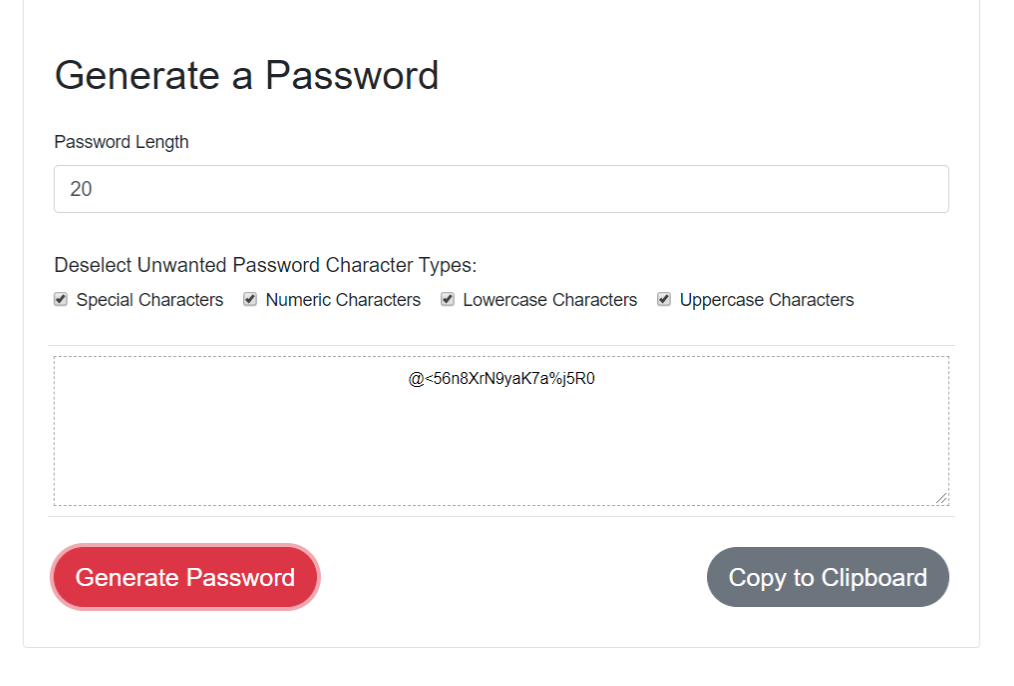 Generate a Password
Password Length
20
Deselect Unwanted Password Character Types:
Special Characters Numeric Characters Lowercase Characters Uppercase Characters
@<56n8XrN9yaK7a%j5R0
Generate Password Copy to Clipboard